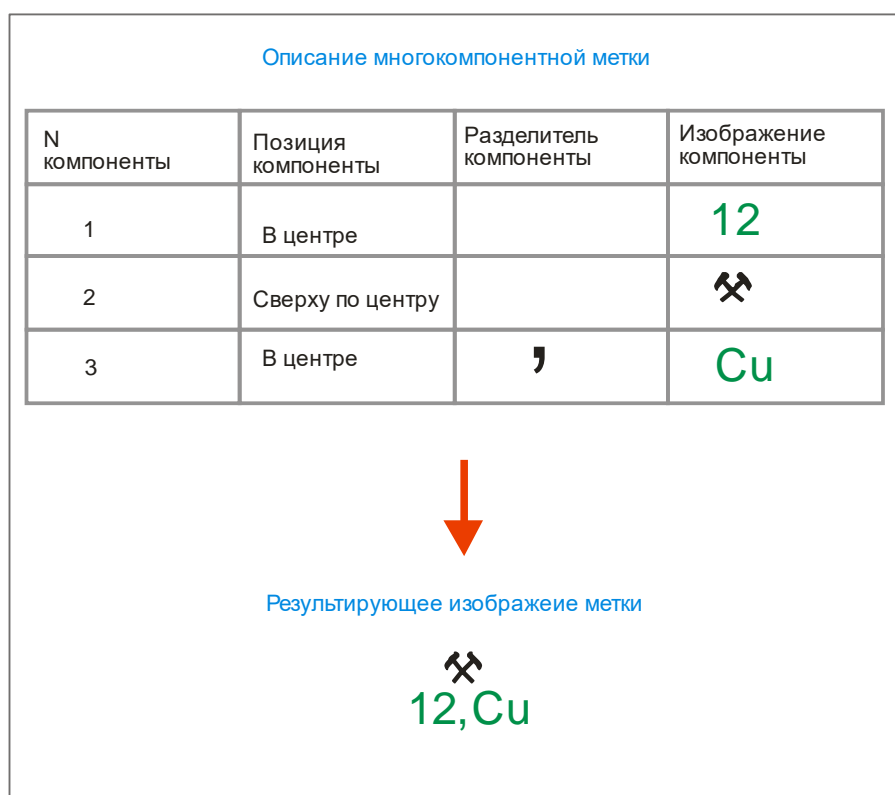 Описание многокомпонентной метки
N компоненты
Позиция компоненты
Разделитель компоненты
Изображение компоненты
1
В центре
12
2
Сверху по центру
⚒
3
В центре
,
Cu
Результирующее изображеие метки
⚒
12,Cu